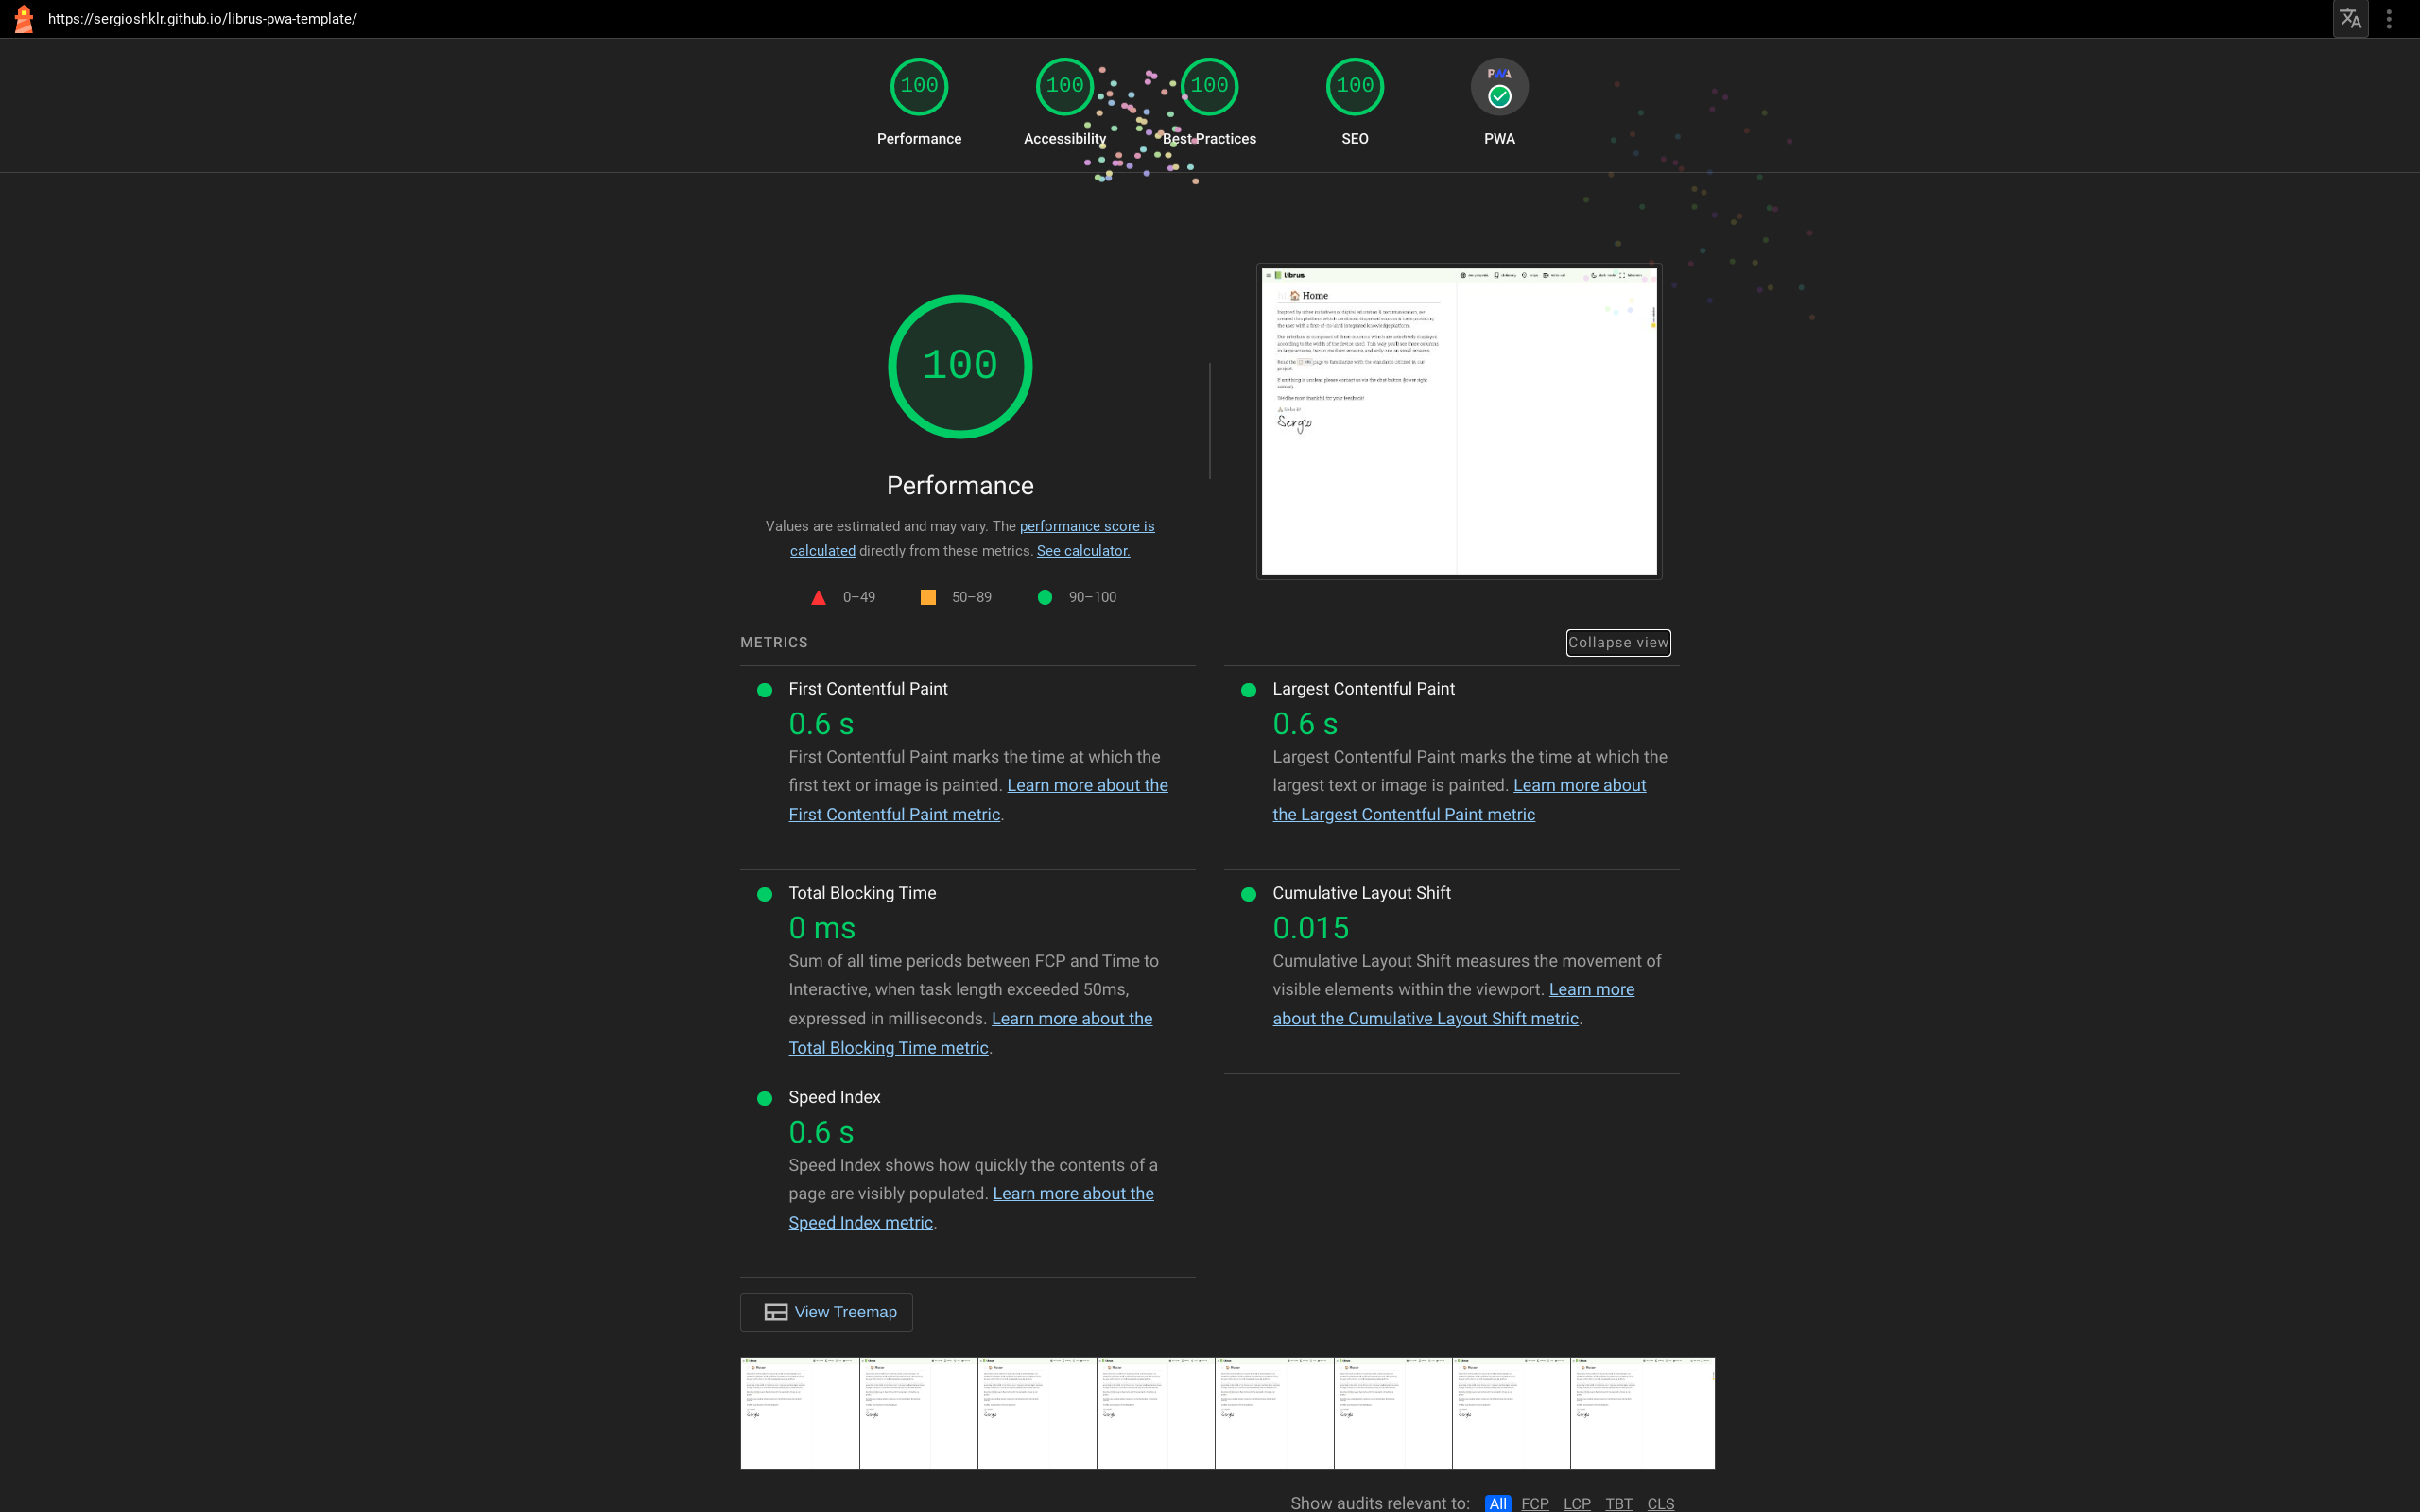 https://sergioshklr.github.io/librus-pwa-template/
100
100
100
100
PWA
Performance
Accessibility
Best Practices
SEO
PWA
100
Performance
Values are estimated and may vary. The performance score is
calculated directly from these metrics. See calculator.
0–49
50–89
90–100
librus
Home
Sergio
METRICS
Collapse view
First Contentful Paint
0.6 s
First Contentful Paint marks the time at which the
first text or image is painted. Learn more about the
First Contentful Paint metric.
Largest Contentful Paint
0.6 s
Largest Contentful Paint marks the time at which the
largest text or image is painted. Learn more about
the Largest Contentful Paint metric
Total Blocking Time
0 ms
Sum of all time periods between FCP and Time to
Interactive, when task length exceeded 50ms,
expressed in milliseconds. Learn more about the
Total Blocking Time metric.
Cumulative Layout Shift
0.015
Cumulative Layout Shift measures the movement of
visible elements within the viewport. Learn more
about the Cumulative Layout Shift metric.
Speed Index
0.6 s
Speed Index shows how quickly the contents of a
page are visibly populated. Learn more about the
Speed Index metric.
View Treemap
Show audits relevant to: All FCP LCP TBT CLS